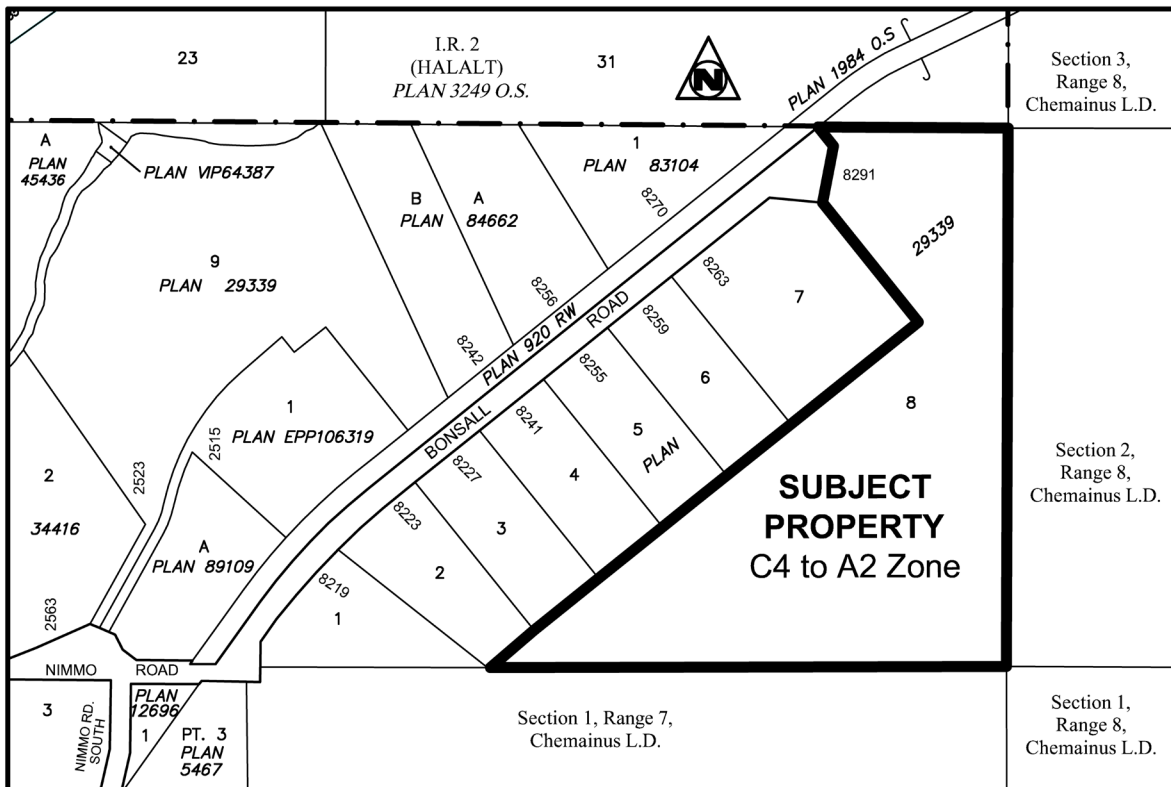 23
I.R. 2
(HALALT)
PLAN 3249 O.S.
31
N
PLAN 1984 O.S
Section 3,
Range 8,
Chemainus L.D.
A
PLAN
45436
PLAN VIP64387
B
PLAN
A
84662
1
PLAN 83104
8270
8291
29339
9
PLAN 29339
8256
8263
7
8242
PLAN 920 RW
ROAD
8259
6
8
1
PLAN EPP106319
2515
BONSALL
8255
5
PLAN
8241
4
Section 2,
Range 8,
Chemainus L.D.
2
34416
2523
8227
3
SUBJECT
PROPERTY
C4 to A2 Zone
A
PLAN 89109
8223
2
2563
8219
1
NIMMO ROAD
3
NIMMO RD.
SOUTH
PLAN
12696
1
PT. 3
PLAN
5467
Section 1, Range 7,
Chemainus L.D.
Section 1,
Range 8,
Chemainus L.D.